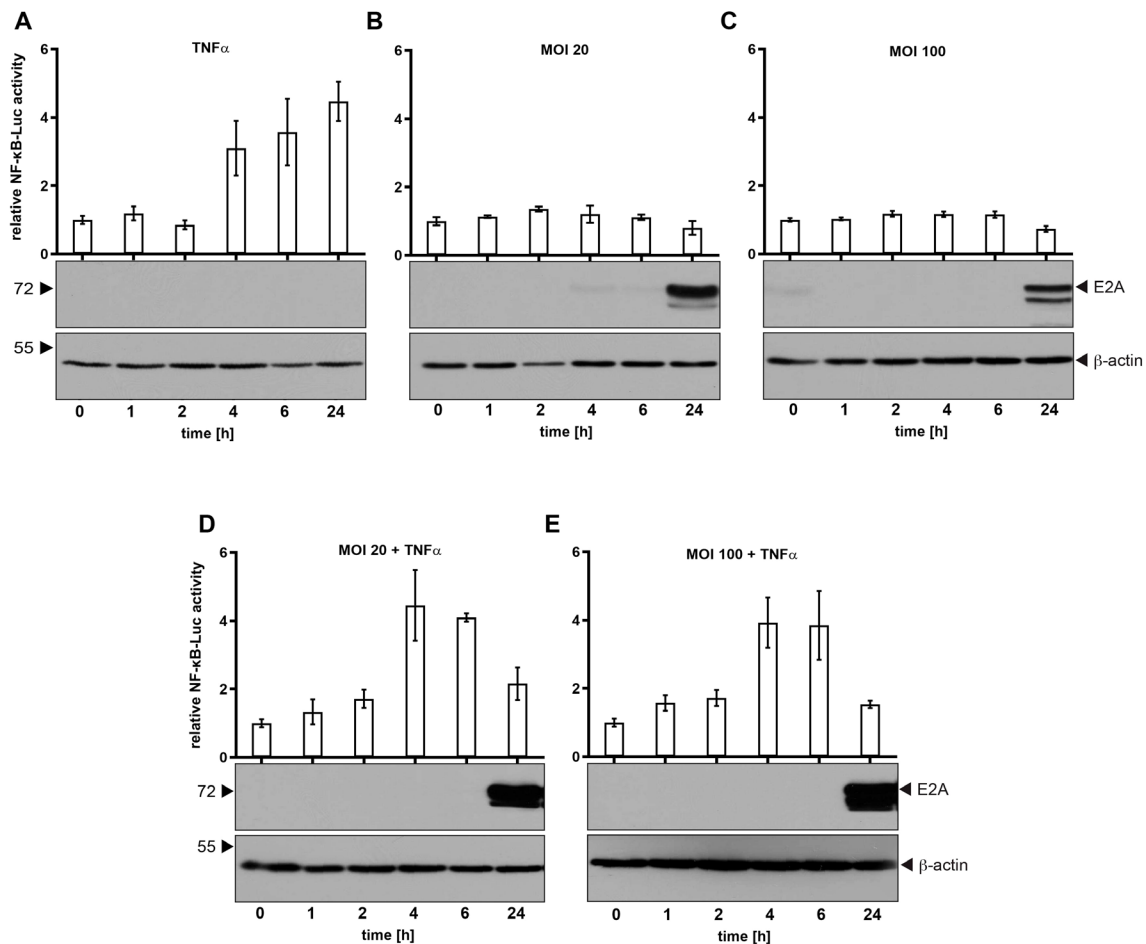 A
TNFα
relative NF-κB-Luc activity
6
4
2
0
72
55
0 1 2 4 6 24
time [h]
B
MOI 20
6
4
2
0
0 1 2 4 6 24
time [h]
C
MOI 100
6
4
2
0
E2A
β-actin
0 1 2 4 6 24
time [h]
D
MOI 20 + TNFα
relative NF-κB-Luc activity
6
4
2
0
72
55
0 1 2 4 6 24
time [h]
E
MOI 100 + TNFα
6
4
2
0
E2A
β-actin
0 1 2 4 6 24
time [h]